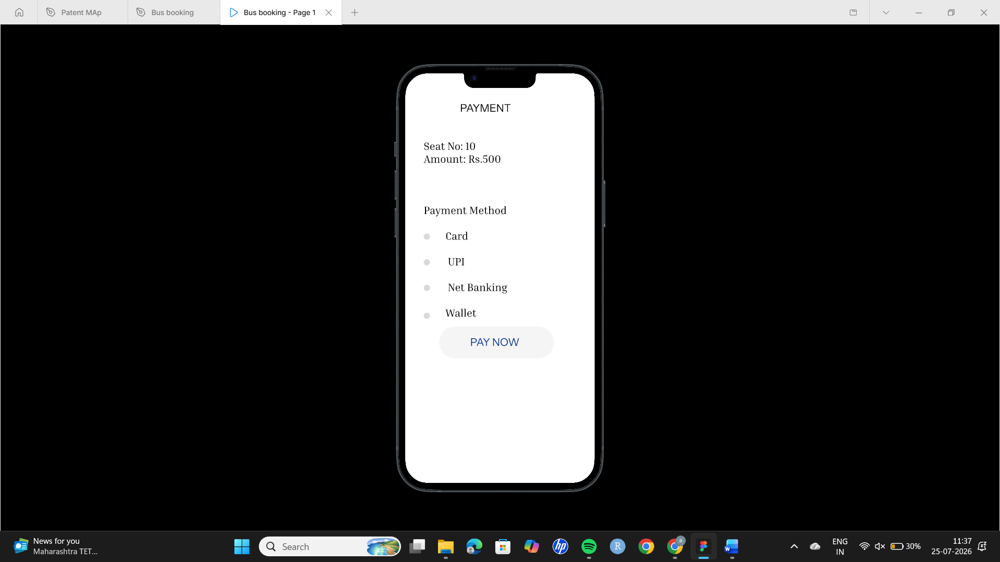 Patent MAp
Bus booking
Bus booking - Page 1
PAYMENT
Seat No: 10
Amount: Rs.500
Payment Method
Card
UPI
Net Banking
Wallet
PAY NOW
News for you
Maharashtra TET...
Search
hp
R
a
W
ENG
IN
30%
11:37
25-07-2026